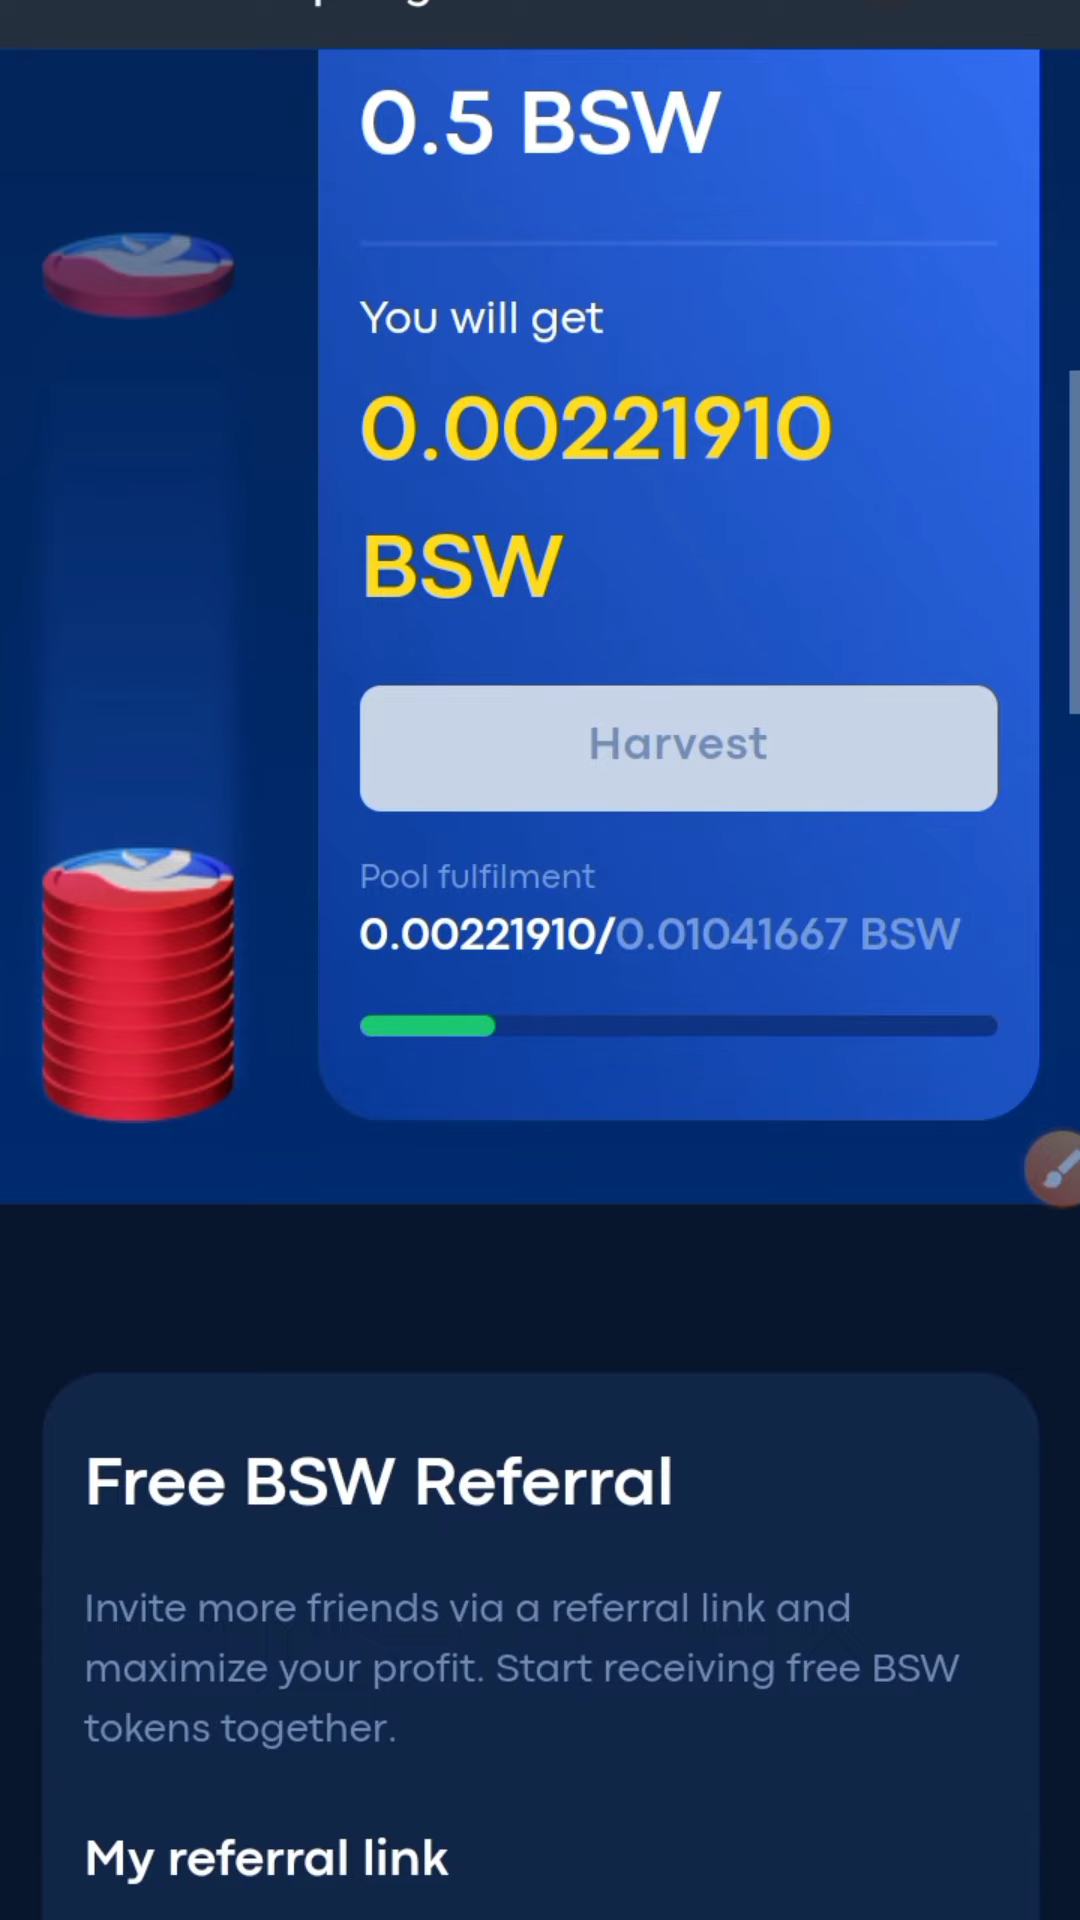 0.5 BSW
You will get
0.00221910
BSW
Harvest
Pool fulfilment
0.00221910/0.01041667 BSW
Free BSW Referral
Invite more friends via a referral link and
maximize your profit. Start receiving free BSW
tokens together.
My referral link